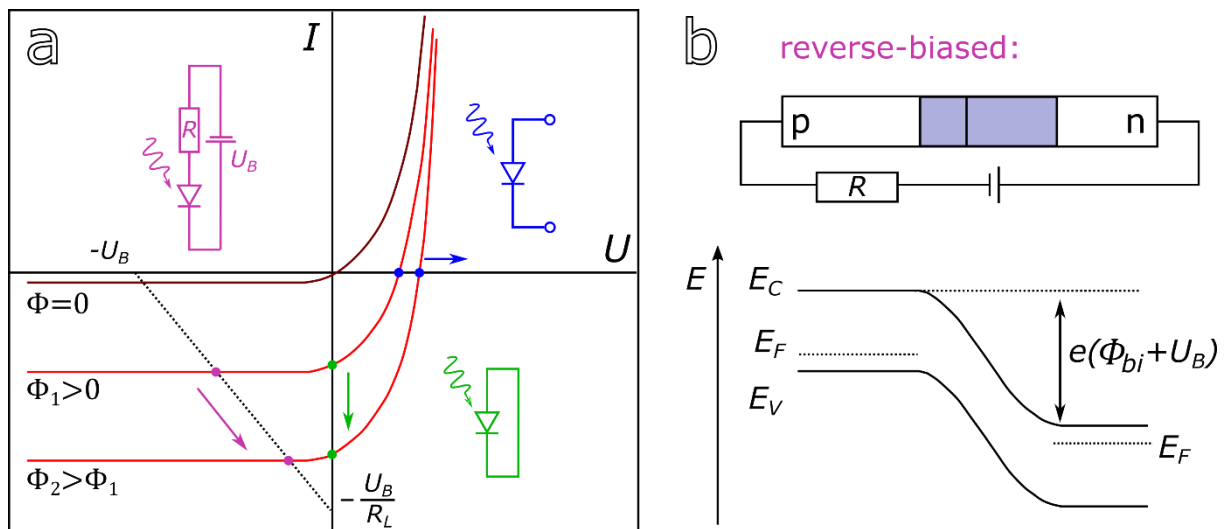 a
I
R
U_B
-U_B
U
Φ=0
Φ₁>0
Φ₂>Φ₁
-U_B/R_L
b
reverse-biased:
p n
R
E
E_C
E_F
E_V
e(Φ_bi+U_B)
E_F